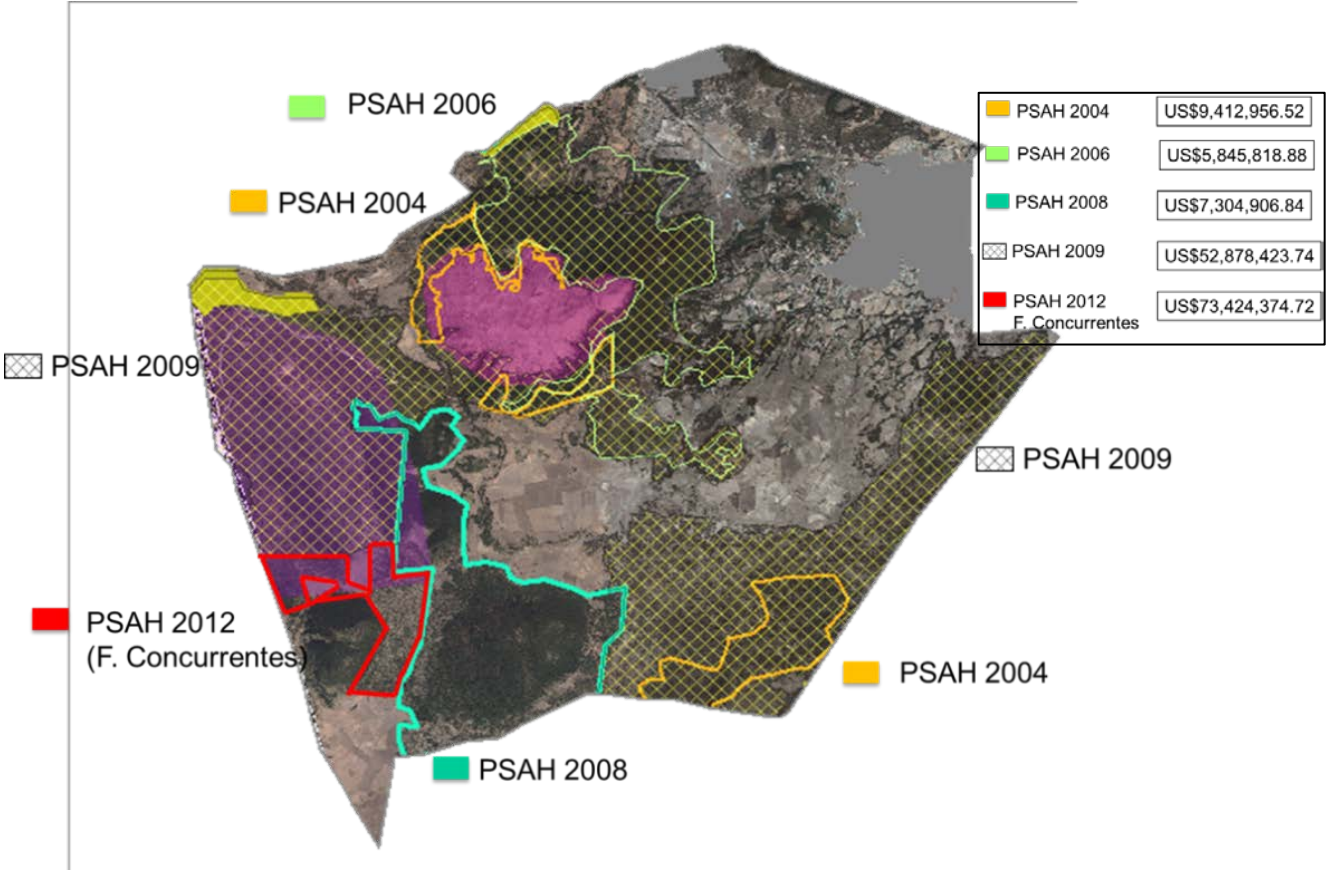 PSAH 2006
PSAH 2004
PSAH 2009
PSAH 2012
(F. Concurrentes)
PSAH 2008
PSAH 2004
PSAH 2009
PSAH 2004 US$9,412,956.52
PSAH 2006 US$5,845,818.88
PSAH 2008 US$7,304,906.84
PSAH 2009 US$52,878,423.74
PSAH 2012 US$73,424,374.72
F. Concurrentes